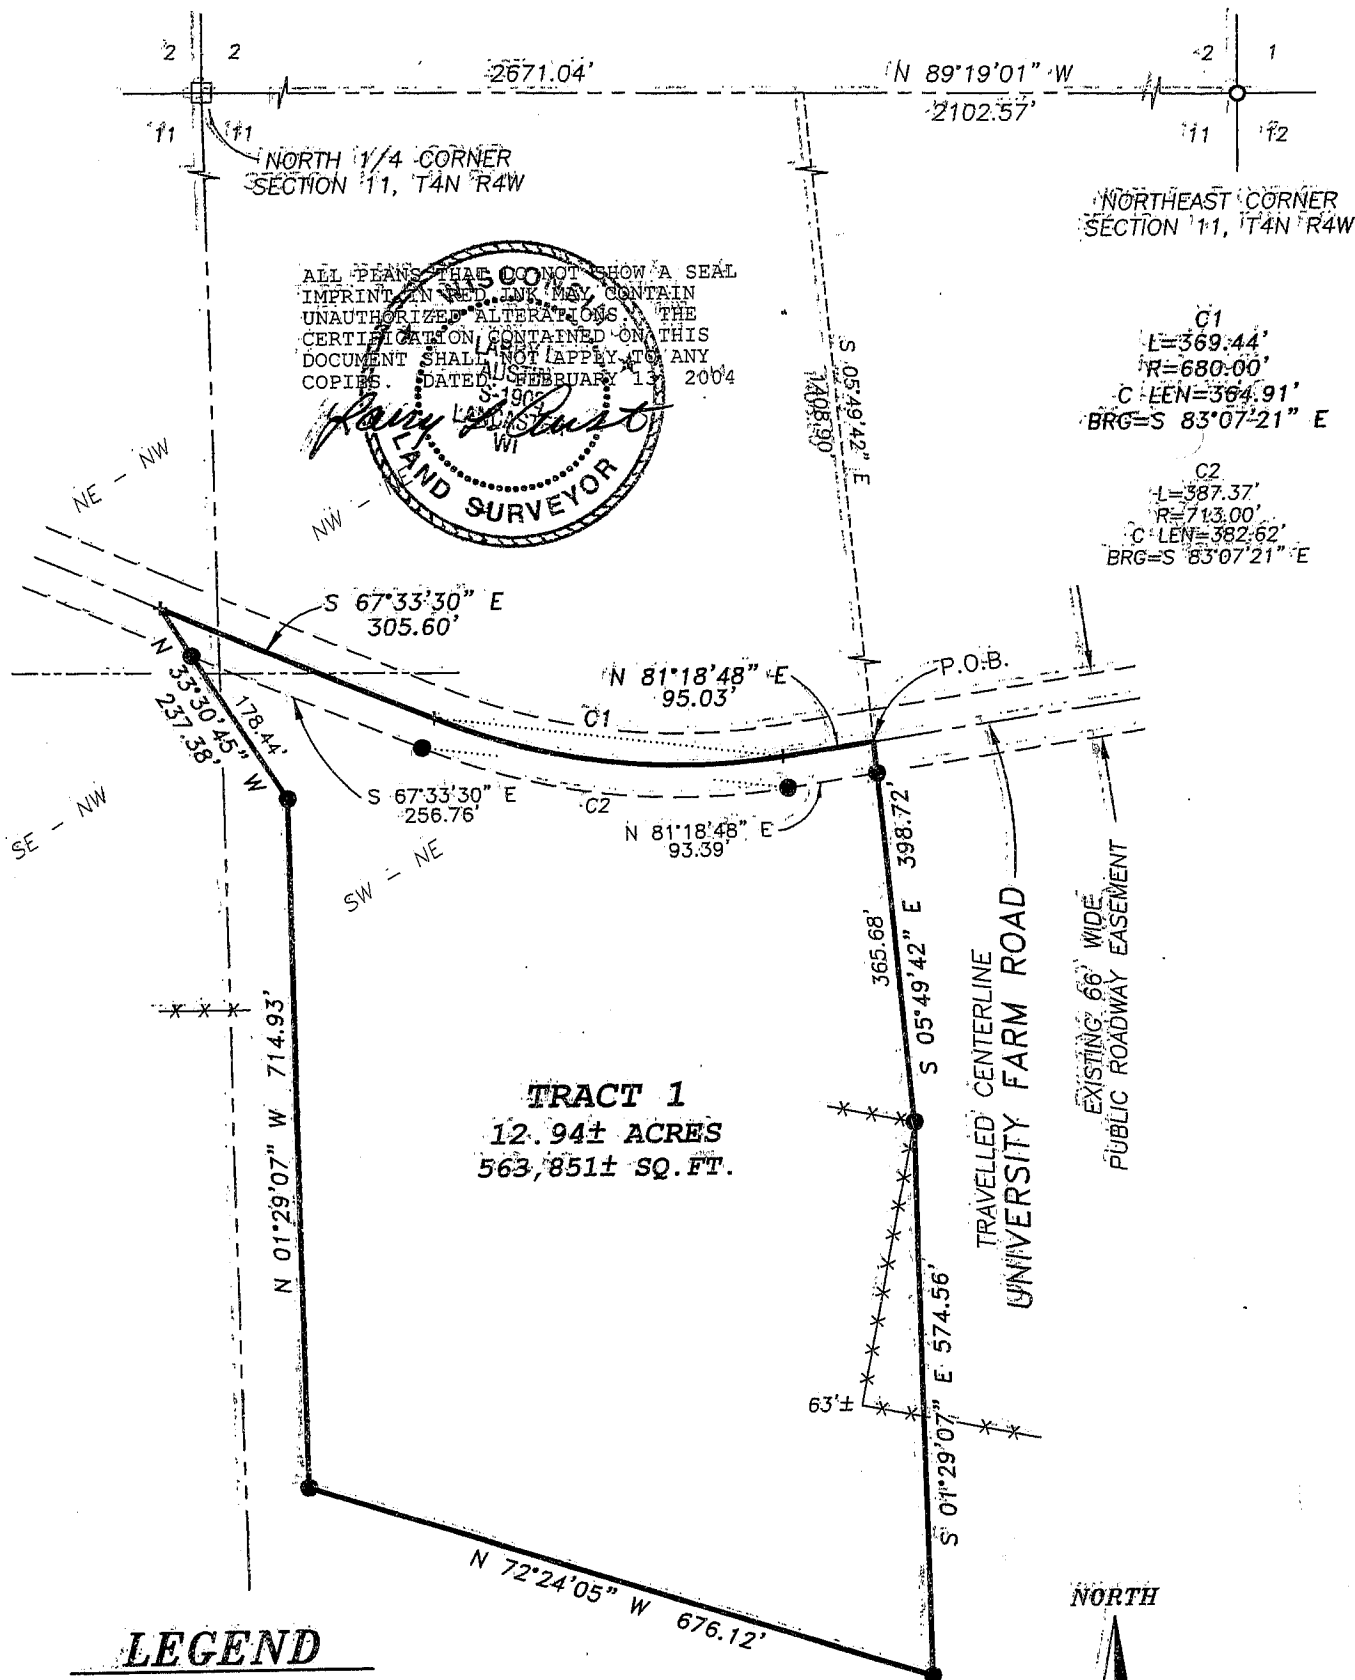 2 2
2671.04'
N 89°19'01" W
2102.57'
2 1
11 11
11 12
NORTH 1/4 CORNER
SECTION 11, T4N R4W
NORTHEAST CORNER
SECTION 11, T4N R4W
ALL PLANS THAT DO NOT SHOW A SEAL
IMPRINT IN RED INK MAY CONTAIN
UNAUTHORIZED ALTERATIONS. THE
CERTIFICATION CONTAINED ON THIS
DOCUMENT SHALL NOT APPLY TO ANY
COPIES. DATED FEBRUARY 13, 2004
WISCONSIN
LARRY L.
AUSTIN
S-1903
LANCASTER
WI
LAND SURVEYOR
S 05°49'42" E
1408.90'
C1
L=369.44'
R=680.00'
C LEN=364.91'
BRG=S 83°07'21" E
C2
L=387.37'
R=713.00'
C LEN=382.62'
BRG=S 83°07'21" E
NE - NW
NW -
S 67°33'30" E
305.60'
N 81°18'48" E
95.03'
P.O.B.
C1
N 33°30'45" W
237.38'
178.44'
S 67°33'30" E
256.76'
C2
N 81°18'48" E
93.39'
SE - NW
SW - NE
S 05°49'42" E 398.72'
365.68'
TRAVELLED CENTERLINE
UNIVERSITY FARM ROAD
EXISTING 66' WIDE
PUBLIC ROADWAY EASEMENT
N 01°29'07" W 714.93'
TRACT 1
12.94± ACRES
563,851± SQ.FT.
63'±
S 01°29'07" E 574.56'
N 72°24'05" W 676.12'
NORTH
LEGEND